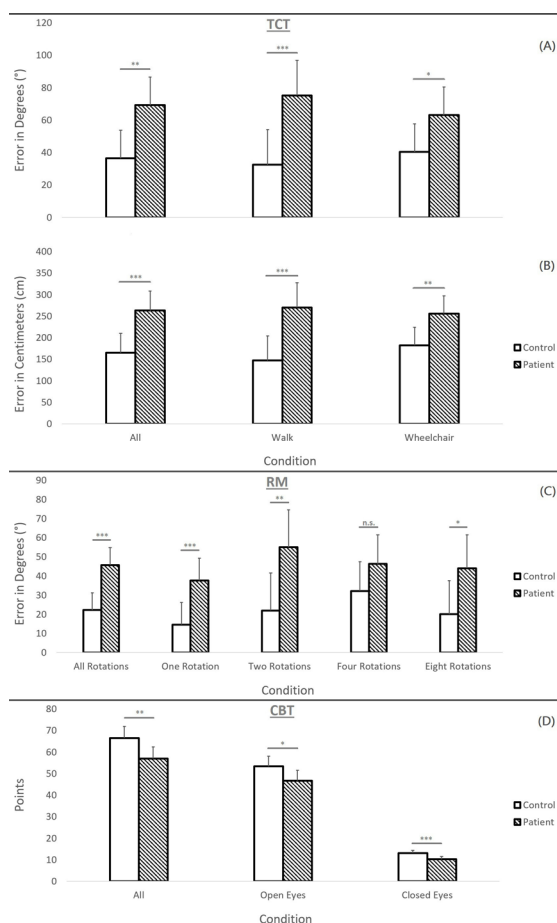 TCT
(A)
Error in Degrees (°)
120
100
80
60
40
20
0
**
***
*
(B)
Error in Centimeters (cm)
400
350
300
250
200
150
100
50
0
***
***
**
Control
Patient
All
Walk
Wheelchair
Condition
RM
(C)
Error in Degrees (°)
90
80
70
60
50
40
30
20
10
0
***
***
**
n.s.
*
Control
Patient
All Rotations
One Rotation
Two Rotations
Four Rotations
Eight Rotations
Condition
CBT
(D)
Points
80
70
60
50
40
30
20
10
0
**
*
***
Control
Patient
All
Open Eyes
Closed Eyes
Condition